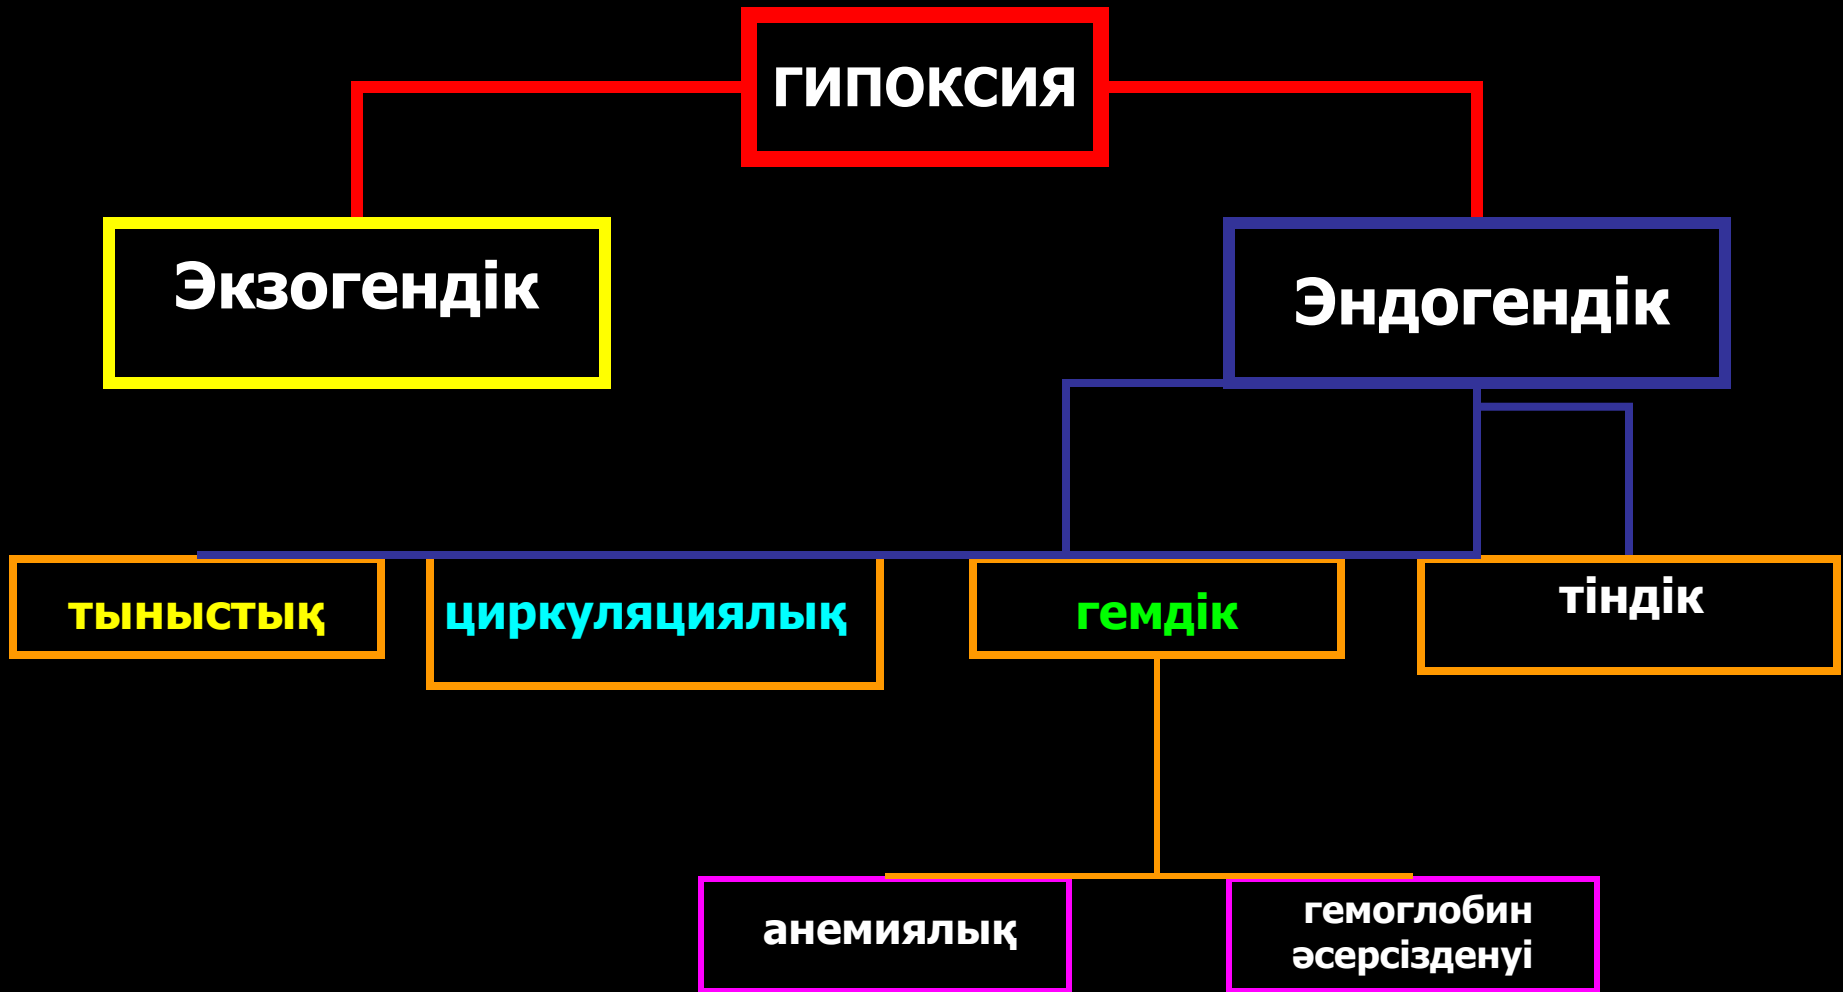 ГИПОКСИЯ
Экзогендік
Эндогендік
тыныстық
циркуляциялық
гемдік
тіндік
анемиялық
гемоглобин
әсерсізденуі